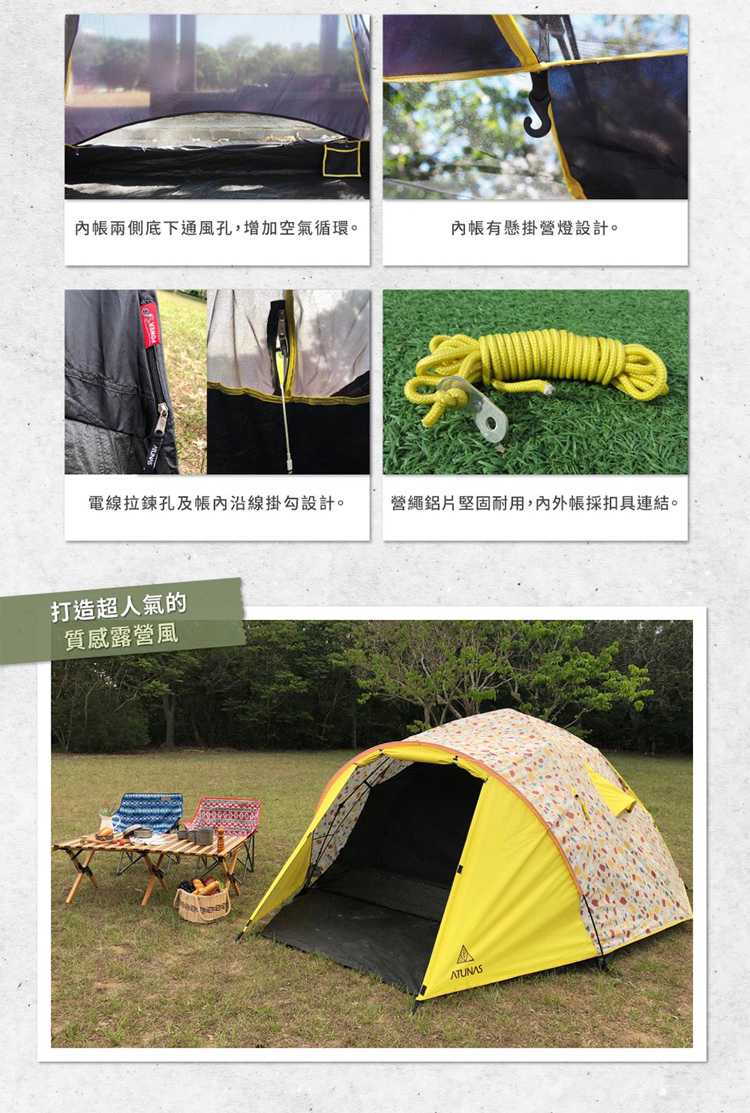 內帳兩側底下通風孔,增加空氣循環。
內帳有懸掛營燈設計。
POWER
電線拉鍊孔及帳內沿線掛勾設計。
營繩鋁片堅固耐用,內外帳採扣具連結。
打造超人氣的
質感露營風
ATUNAS